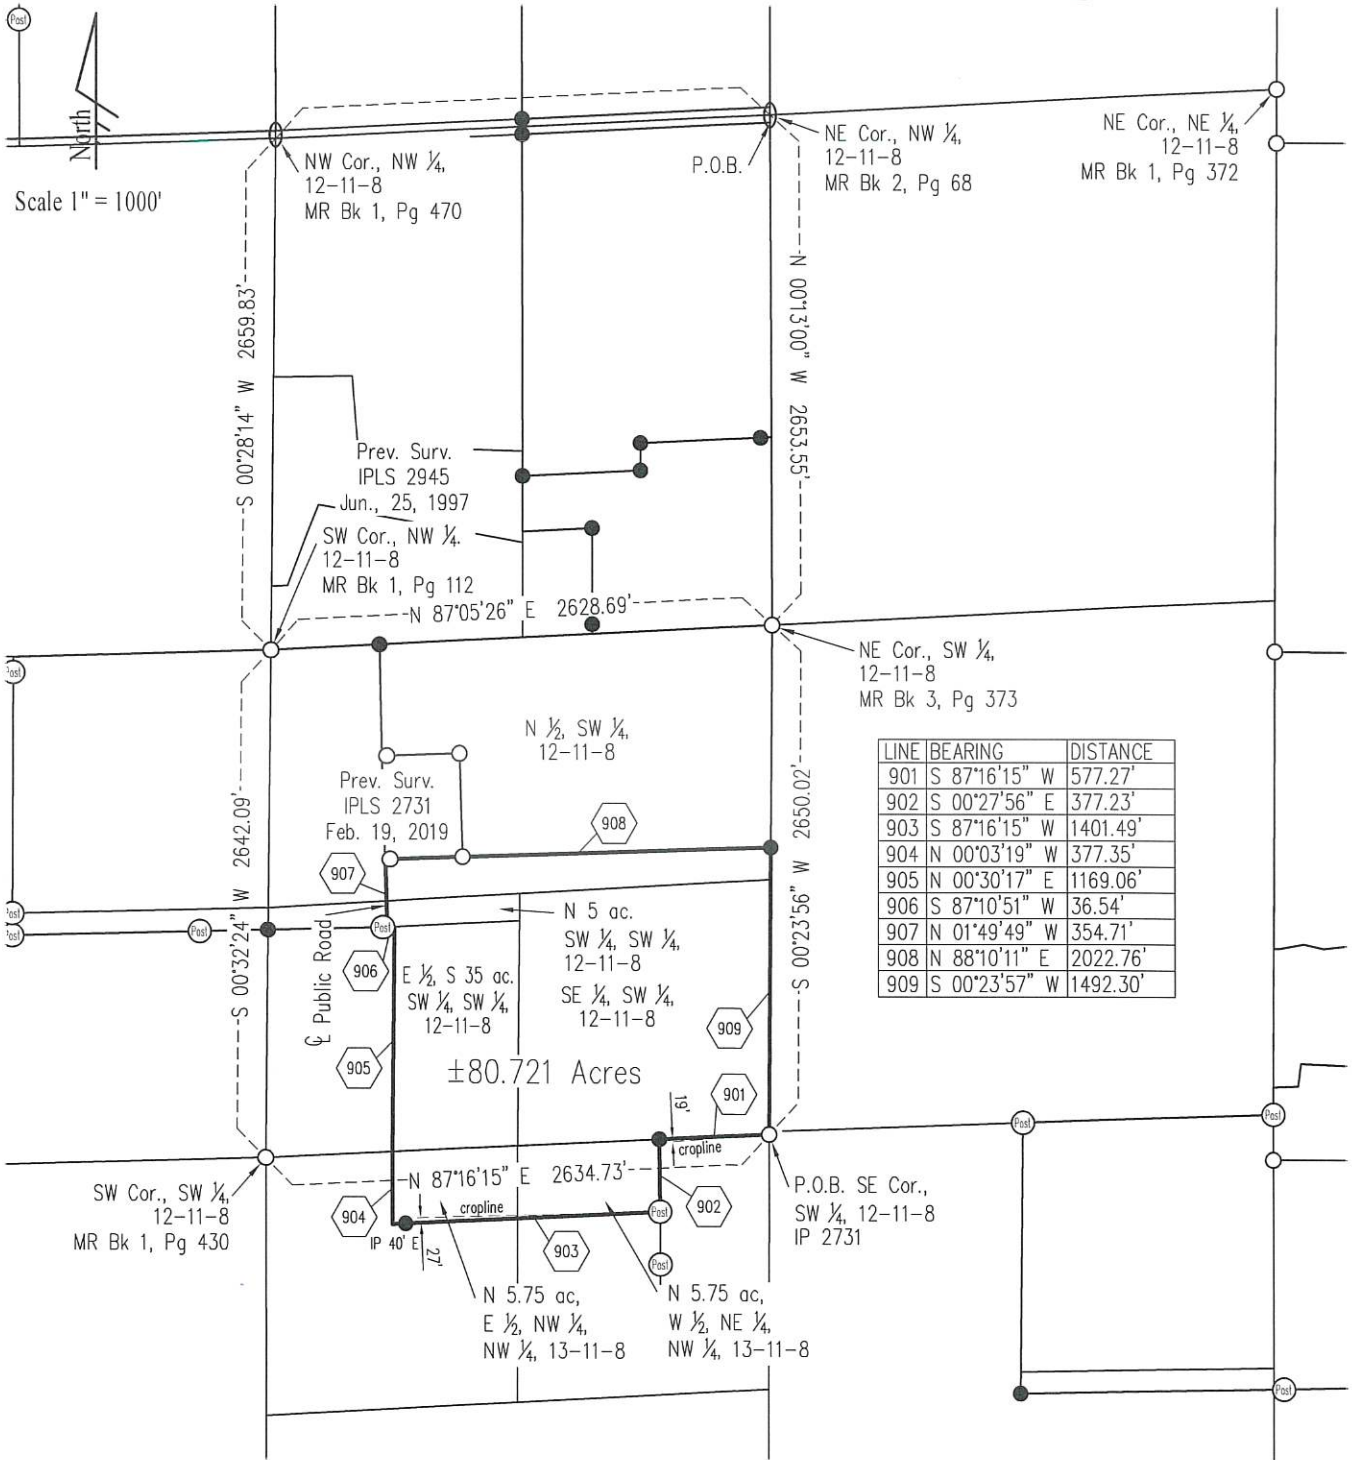 Post
North
Scale 1" = 1000'
NW Cor., NW ¼,
12-11-8
MR Bk 1, Pg 470
P.O.B.
NE Cor., NW ¼,
12-11-8
MR Bk 2, Pg 68
NE Cor., NE ¼,
12-11-8
MR Bk 1, Pg 372
S 00°28'14" W 2659.83'
N 00°13'00" W 2653.55'
Prev. Surv.
IPLS 2945
Jun., 25, 1997
SW Cor., NW ¼.
12-11-8
MR Bk 1, Pg 112
N 87°05'26" E 2628.69'
NE Cor., SW ¼,
12-11-8
MR Bk 3, Pg 373
Post
N ½, SW ¼,
12-11-8
Prev. Surv.
IPLS 2731
Feb. 19, 2019
S 00°32'24" W 2642.09'
S 00°23'56" W 2650.02'
LINE BEARING DISTANCE
901 S 87°16'15" W 577.27'
902 S 00°27'56" E 377.23'
903 S 87°16'15" W 1401.49'
904 N 00°03'19" W 377.35'
905 N 00°30'17" E 1169.06'
906 S 87°10'51" W 36.54'
907 N 01°49'49" W 354.71'
908 N 88°10'11" E 2022.76'
909 S 00°23'57" W 1492.30'
908
907
Post
Post
Post
Post
℄ Public Road
906
N 5 ac.
SW ¼, SW ¼,
12-11-8
E ½, S 35 ac.
SW ¼, SW ¼,
12-11-8
SE ¼, SW ¼,
12-11-8
909
905
±80.721 Acres
901
19'
cropline
Post
Post
N 87°16'15" E 2634.73'
SW Cor., SW ¼,
12-11-8
MR Bk 1, Pg 430
P.O.B. SE Cor.,
SW ¼, 12-11-8
IP 2731
904
cropline
Post
902
IP 40' E
27'
903
Post
N 5.75 ac,
E ½, NW ¼,
NW ¼, 13-11-8
N 5.75 ac,
W ½, NE ¼,
NW ¼, 13-11-8
Post